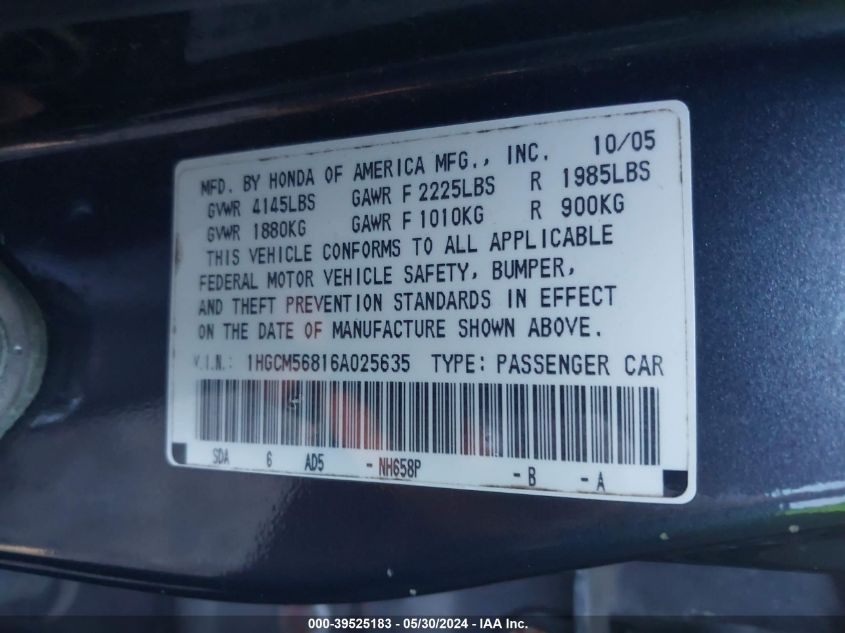 MFD. BY HONDA OF AMERICA MFG., INC. 10/05
GVWR 4145LBS GAWR F 2225LBS R 1985LBS
GVWR 1880KG GAWR F 1010KG R 900KG
THIS VEHICLE CONFORMS TO ALL APPLICABLE
FEDERAL MOTOR VEHICLE SAFETY, BUMPER,
AND THEFT PREVENTION STANDARDS IN EFFECT
ON THE DATE OF MANUFACTURE SHOWN ABOVE.
V.I.N.: 1HGCM56816A025635 TYPE: PASSENGER CAR
SDA 6 AD5 - NH658P - B - A
000-39525183 - 05/30/2024 - IAA Inc.